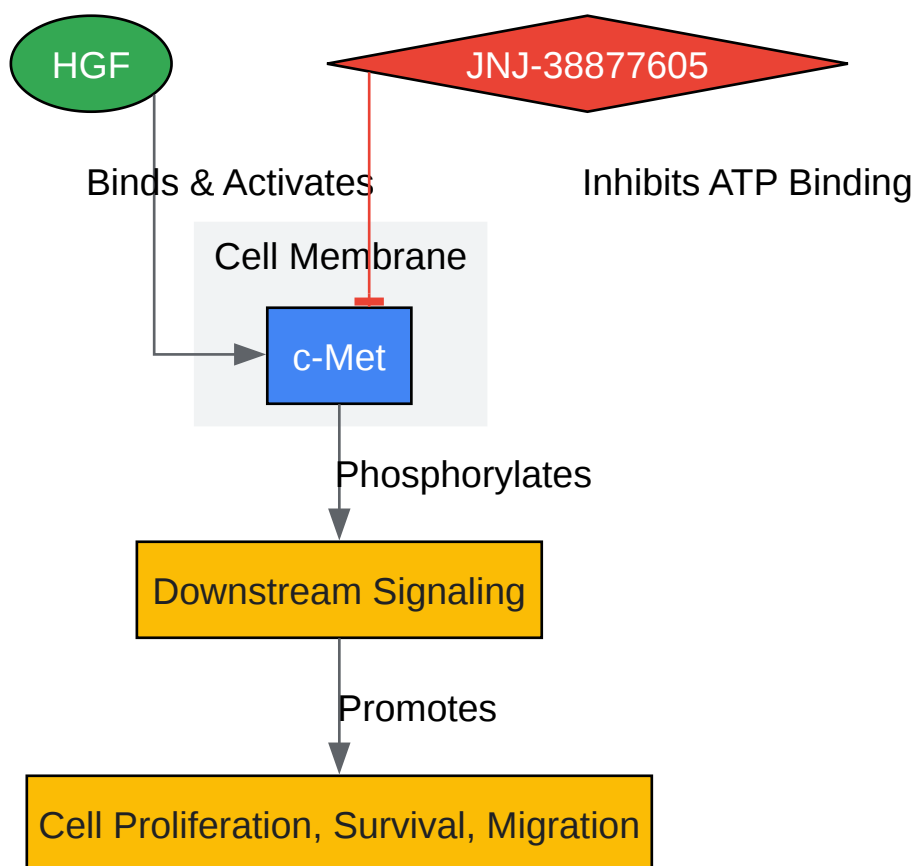 HGF
JNJ-38877605
Binds & Activates
Inhibits ATP Binding
Cell Membrane
c-Met
Phosphorylates
Downstream Signaling
Promotes
Cell Proliferation, Survival, Migration